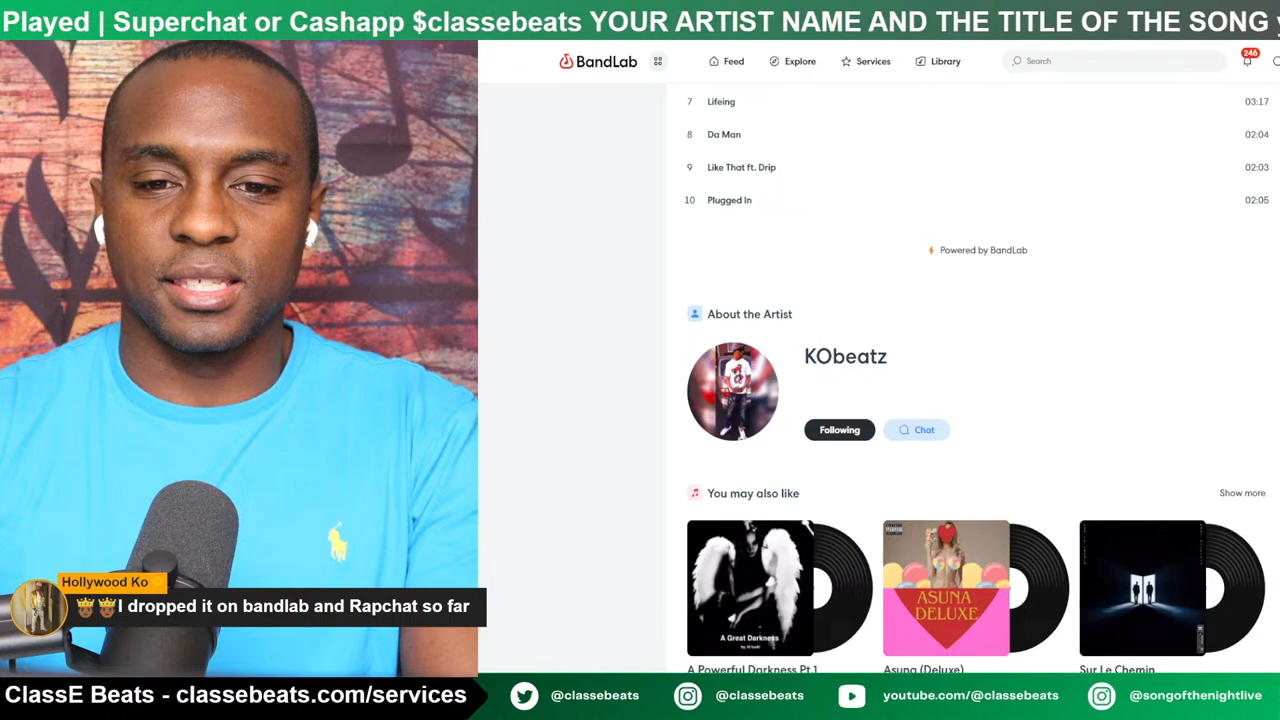 Played | Superchat or Cashapp $classebeats YOUR ARTIST NAME AND THE TITLE OF THE SONG
BandLab
Feed
Explore
Services
Library
Search
246
7 Lifeing 03:17
8 Da Man 02:04
9 Like That ft. Drip 02:03
10 Plugged In 02:05
Powered by BandLab
About the Artist
KObeatz
Following
Chat
You may also like
Show more
A Great Darkness
ASUNA
DELUXE
A Powerful Darkness Pt.1
Asuna (Deluxe)
Sur Le Chemin
Hollywood Ko
🤴🏾🤴🏾I dropped it on bandlab and Rapchat so far
ClassE Beats - classebeats.com/services
@classebeats
@classebeats
youtube.com/@classebeats
@songofthenightlive